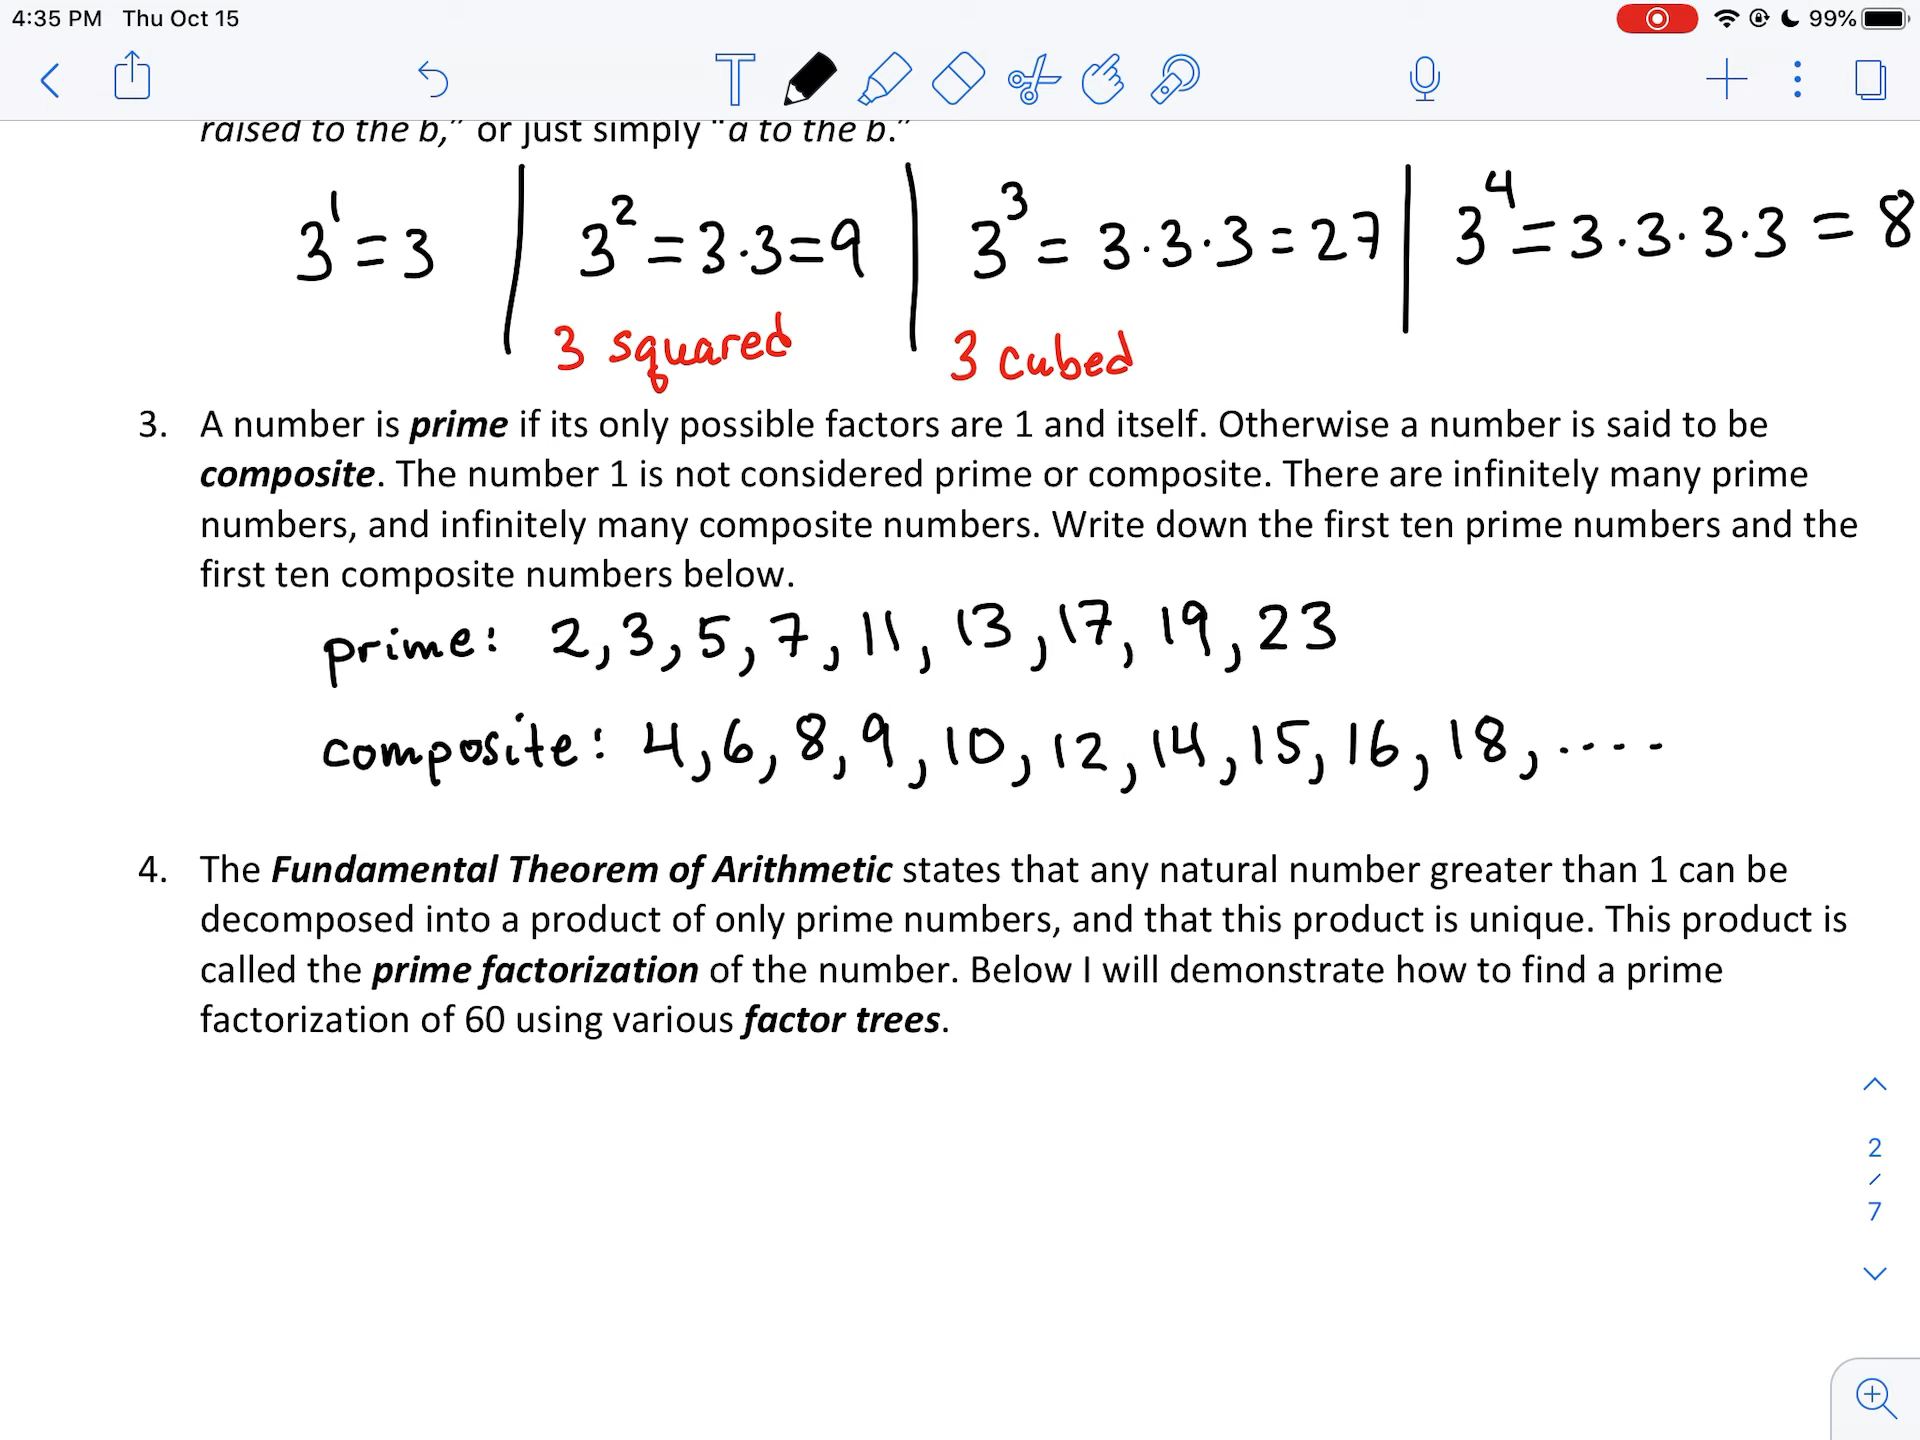 4:35 PM Thu Oct 15
99%
raised to the b,” or just simply “a to the b.”
3¹ = 3 | 3² = 3·3 = 9 | 3³ = 3·3·3 = 27 | 3⁴ = 3·3·3·3 = 8
3 squared 3 cubed
3. A number is prime if its only possible factors are 1 and itself. Otherwise a number is said to be
composite. The number 1 is not considered prime or composite. There are infinitely many prime
numbers, and infinitely many composite numbers. Write down the first ten prime numbers and the
first ten composite numbers below.
prime: 2, 3, 5, 7, 11, 13, 17, 19, 23
composite: 4, 6, 8, 9, 10, 12, 14, 15, 16, 18, ....
4. The Fundamental Theorem of Arithmetic states that any natural number greater than 1 can be
decomposed into a product of only prime numbers, and that this product is unique. This product is
called the prime factorization of the number. Below I will demonstrate how to find a prime
factorization of 60 using various factor trees.
2
/
7